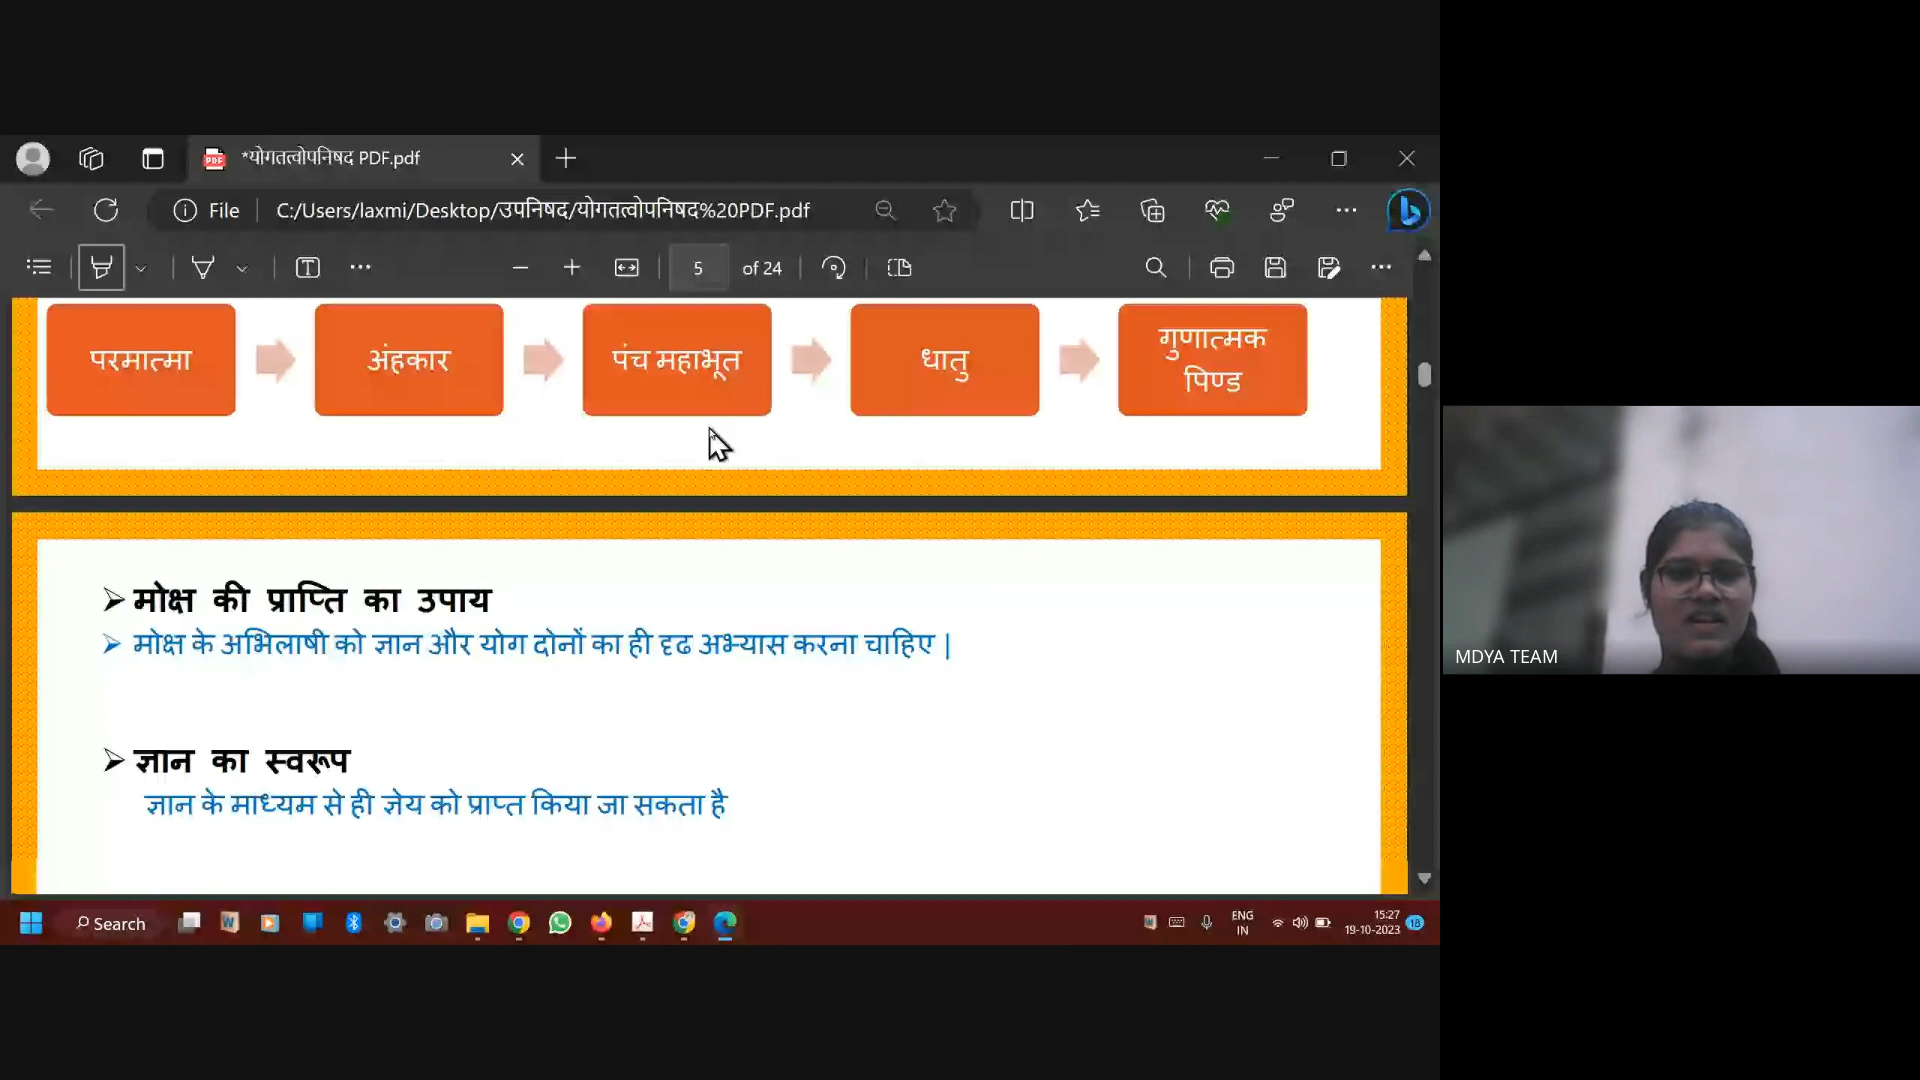 *योगतत्वोपनिषद PDF.pdf
File
C:/Users/laxmi/Desktop/उपनिषद/योगतत्वोपनिषद%20PDF.pdf
5 of 24
परमात्मा
अंहकार
पंच महाभूत
धातु
गुणात्मक
पिण्ड
मोक्ष की प्राप्ति का उपाय
मोक्ष के अभिलाषी को ज्ञान और योग दोनों का ही दृढ अभ्यास करना चाहिए |
ज्ञान का स्वरूप
ज्ञान के माध्यम से ही ज्ञेय को प्राप्त किया जा सकता है
MDYA TEAM
Search
ENG
IN
15:27
19-10-2023
18